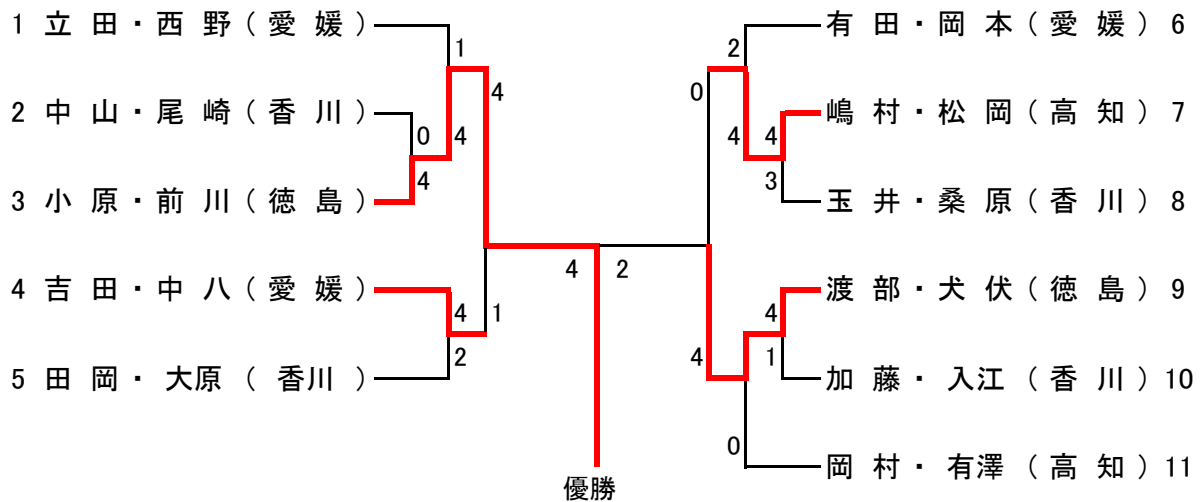 1 立田・西野(愛媛)
2 中山・尾崎(香川)
3 小原・前川(徳島)
4 吉田・中八(愛媛)
5 田岡・大原(香川)
1
4
0
4
4
4
1
2
4
2
優勝
有田・岡本(愛媛) 6
嶋村・松岡(高知) 7
玉井・桑原(香川) 8
渡部・犬伏(徳島) 9
加藤・入江(香川) 10
岡村・有澤(高知) 11
2
0
4
4
3
4
4
1
0